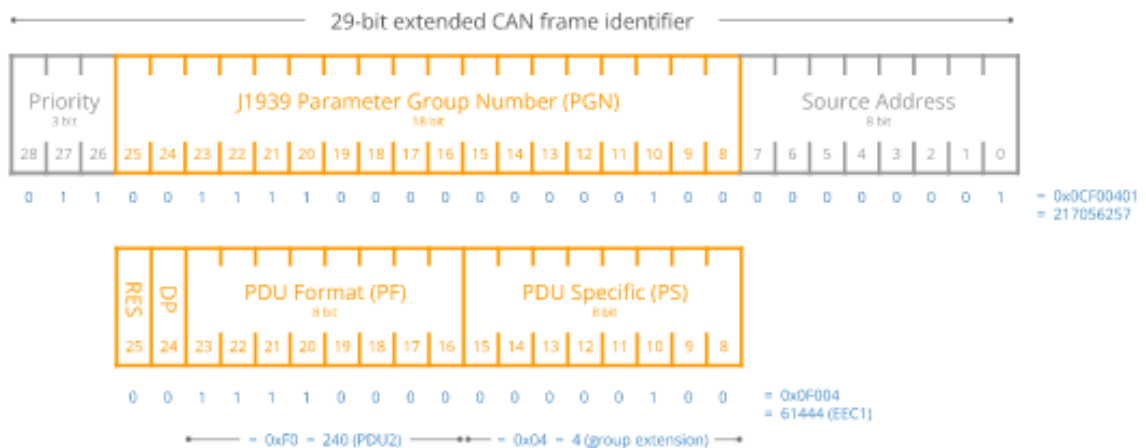 29-bit extended CAN frame identifier
Priority
3 bit
J1939 Parameter Group Number (PGN)
18 bit
Source Address
8 bit
28 27 26 25 24 23 22 21 20 19 18 17 16 15 14 13 12 11 10 9 8 7 6 5 4 3 2 1 0
0 1 1 0 0 1 1 1 1 0 0 0 0 0 0 0 0 0 1 0 0 0 0 0 0 0 0 0 1
= 0x0CF00401
= 217056257
RES
DP
PDU Format (PF)
8 bit
PDU Specific (PS)
8 bit
25 24 23 22 21 20 19 18 17 16 15 14 13 12 11 10 9 8
0 0 1 1 1 1 0 0 0 0 0 0 0 0 0 1 0 0
= 0x0F004
= 61444 (EEC1)
= 0xF0 = 240 (PDU2)
= 0x04 = 4 (group extension)